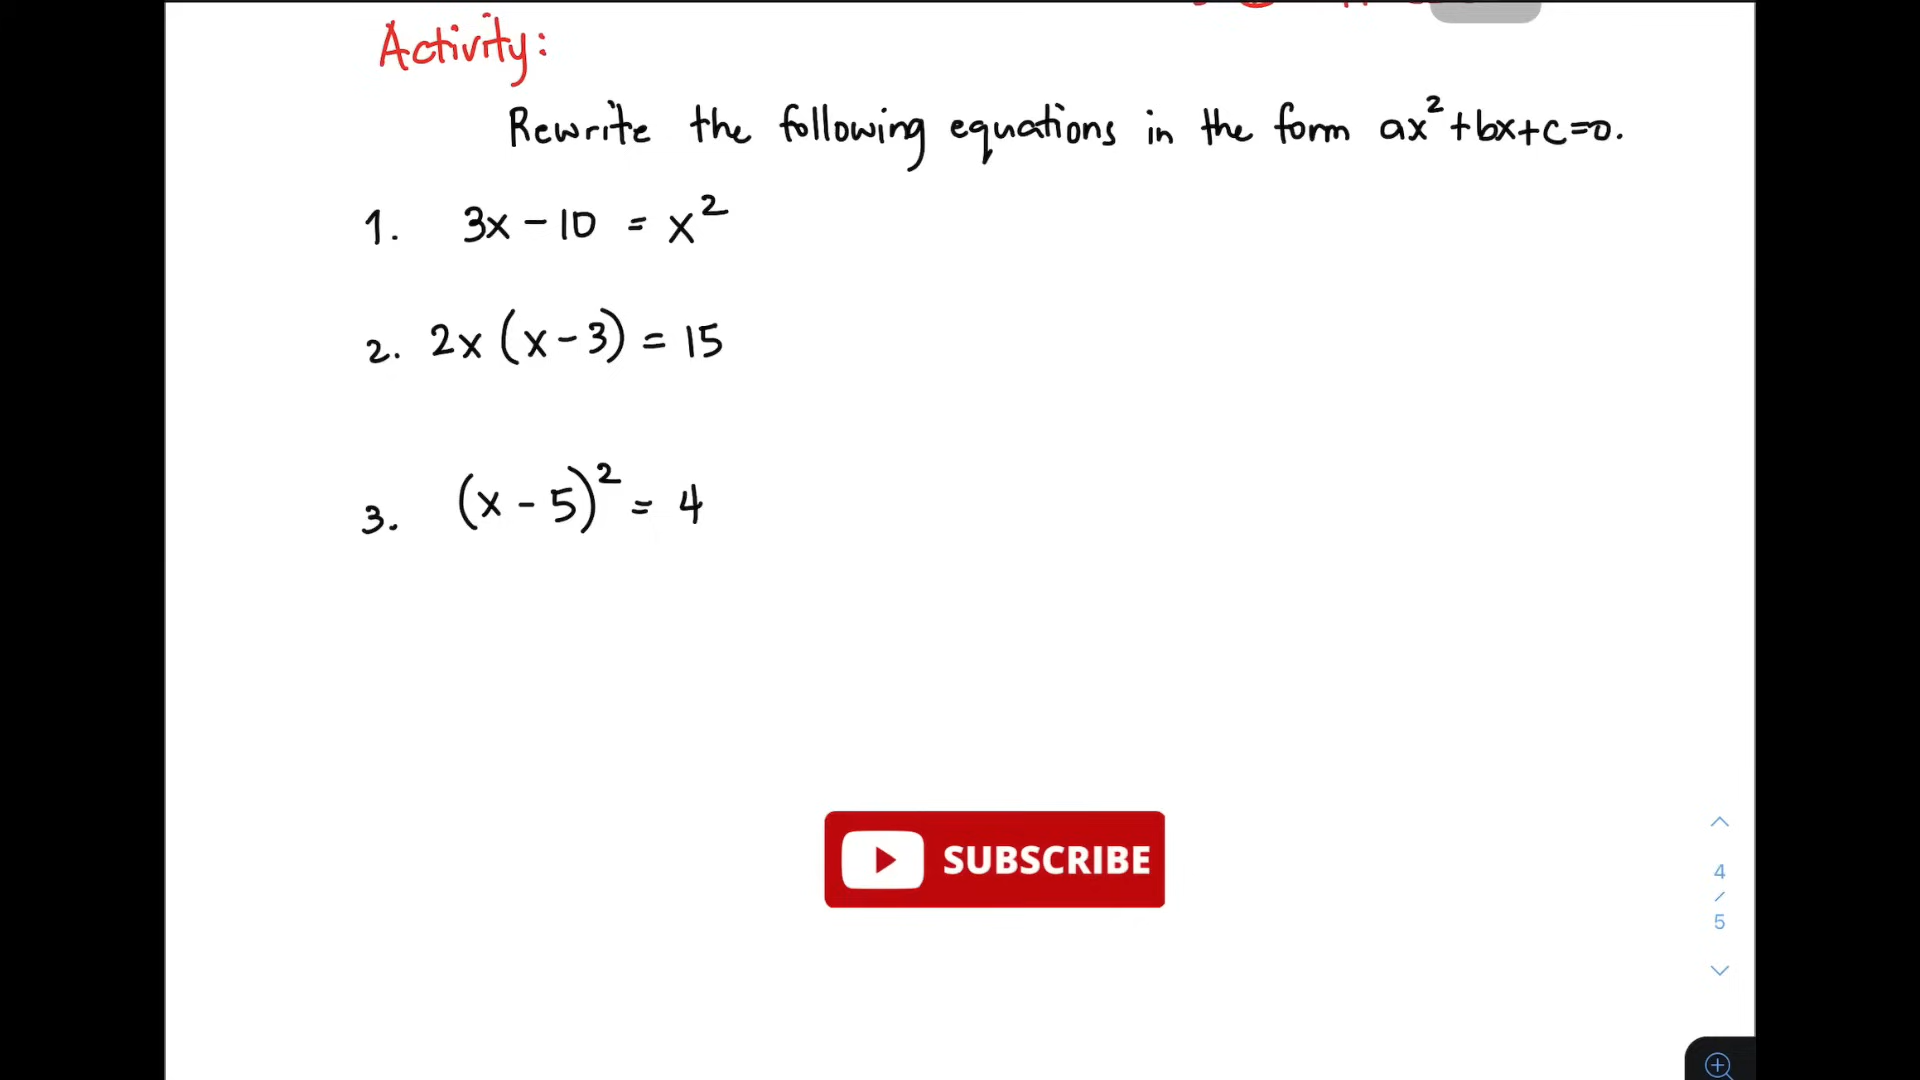 Activity:
Rewrite the following equations in the form ax²+bx+c=0.
1. 3x - 10 = x²
2. 2x (x - 3) = 15
3. (x - 5)² = 4
SUBSCRIBE
4
/
5